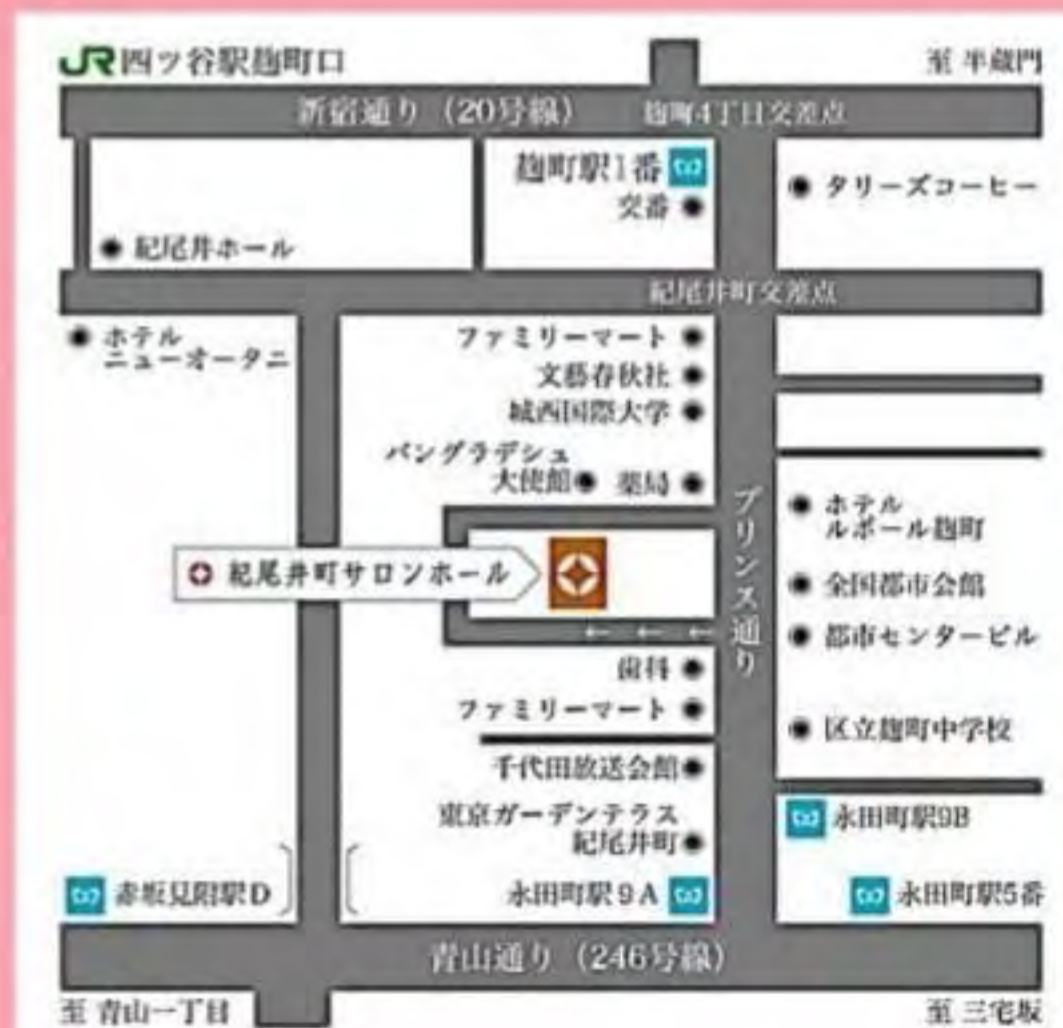 JR 四ツ谷駅麹町口
至 半蔵門
新宿通り（20号線）
麹町4丁目交差点
麹町駅1番
交番
タリーズコーヒー
紀尾井ホール
紀尾井町交差点
ホテル
ニューオータニ
ファミリーマート
文藝春秋社
城西国際大学
バングラデシュ
大使館
薬局
プリンス通り
ホテル
ルポール麹町
紀尾井町サロンホール
全国都市会館
← ← ←
都市センタービル
歯科
ファミリーマート
区立麹町中学校
千代田放送会館
東京ガーデンテラス
紀尾井町
永田町駅9B
赤坂見附駅D
永田町駅9A
永田町駅5番
青山通り（246号線）
至 青山一丁目
至 三宅坂